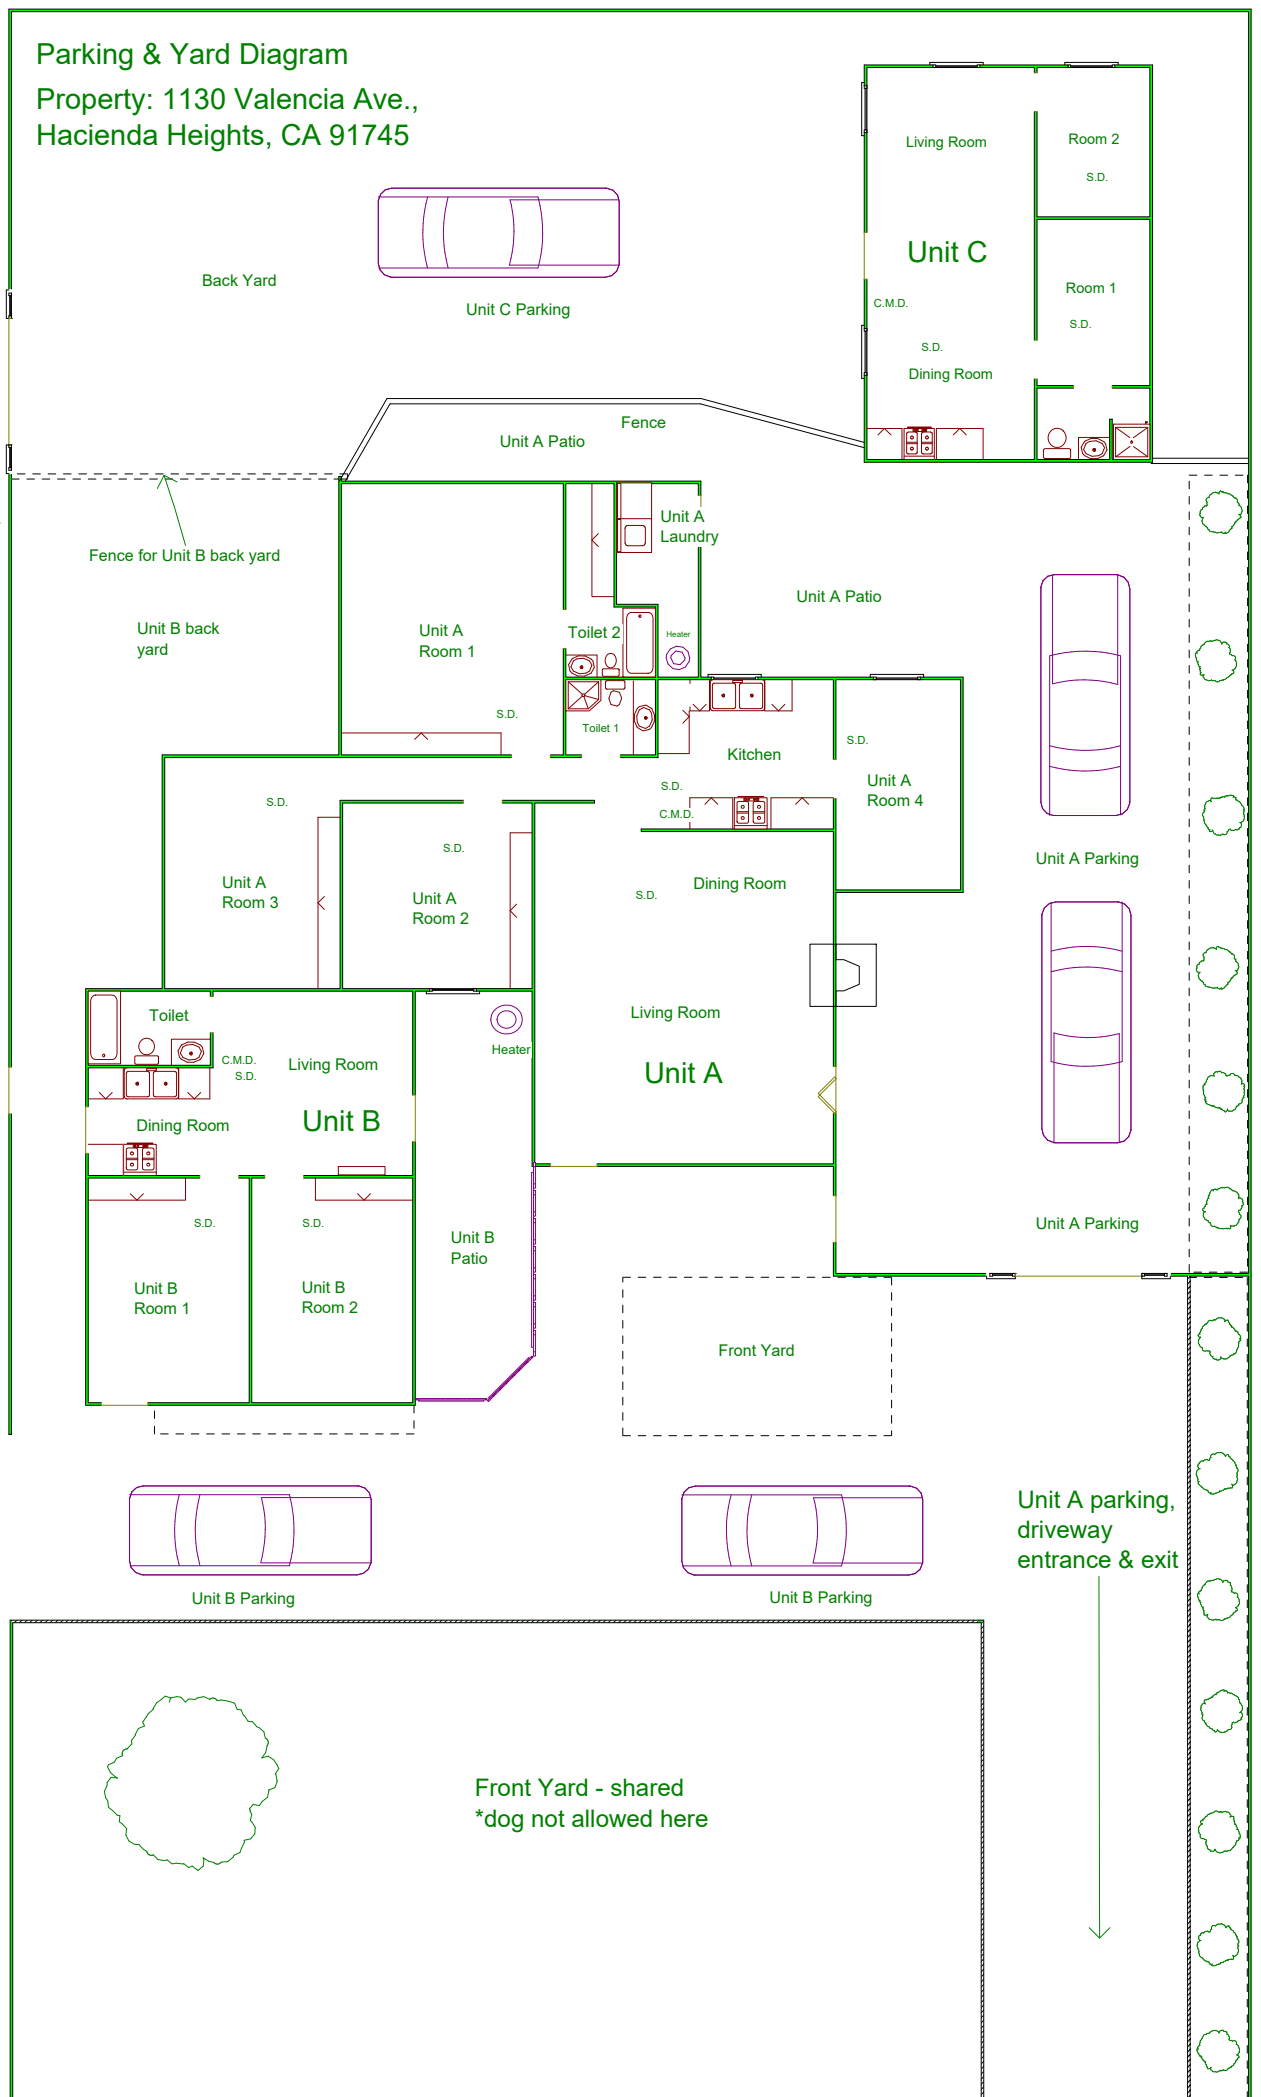 Parking & Yard Diagram
Property: 1130 Valencia Ave.,
Hacienda Heights, CA 91745
Living Room
Room 2
S.D.
Unit C
Back Yard
Room 1
C.M.D.
Unit C Parking
S.D.
S.D.
Dining Room
Fence
Unit A Patio
Unit A
Laundry
Fence for Unit B back yard
Unit A Patio
Unit B back
yard
Unit A
Room 1
Toilet 2
Heater
S.D.
Toilet 1
Kitchen
S.D.
Unit A
Room 4
S.D.
S.D.
C.M.D.
S.D.
Unit A Parking
Unit A
Room 3
Unit A
Room 2
Dining Room
S.D.
Toilet
Living Room
Heater
C.M.D.
S.D.
Living Room
Unit A
Dining Room
Unit B
S.D.
S.D.
Unit B
Patio
Unit A Parking
Unit B
Room 1
Unit B
Room 2
Front Yard
Unit A parking,
driveway
entrance & exit
Unit B Parking
Unit B Parking
Front Yard - shared
*dog not allowed here